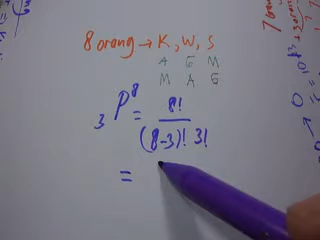 8 orang → K, W, S
A E M
M A E
₃P⁸ = 8! / (8-3)! 3!
=